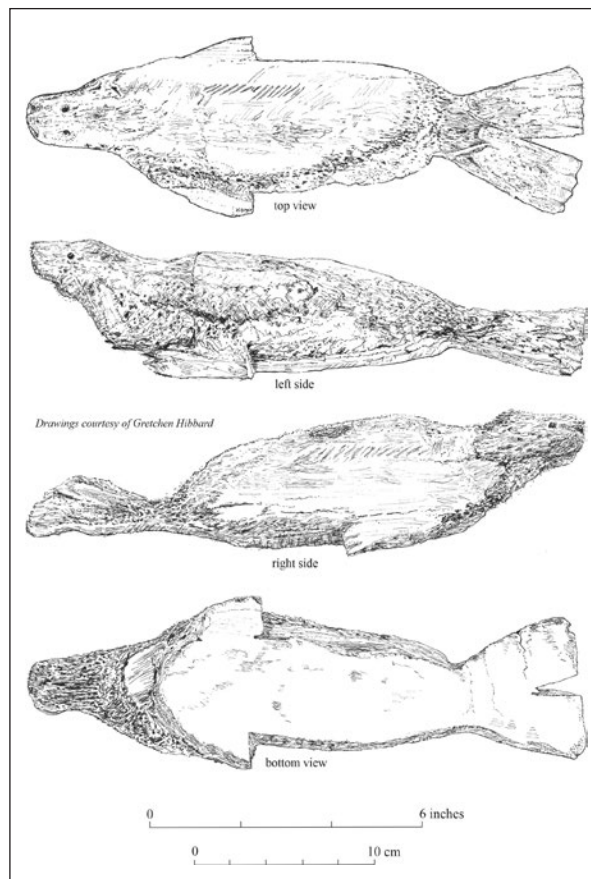 top view
left side
Drawings courtesy of Gretchen Hibbard
right side
bottom view
0 6 inches
0 10 cm